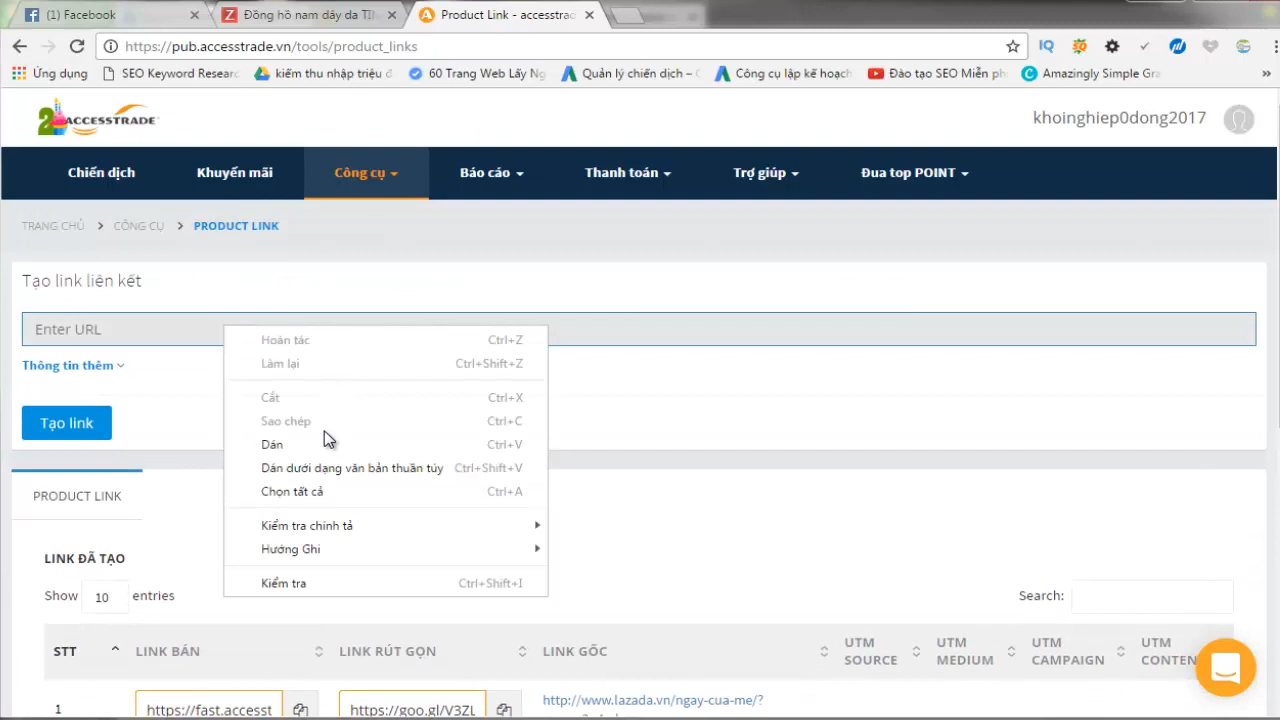 (1) Facebook
Đồng hồ nam dây da TIN
Product Link - accesstrade
https://pub.accesstrade.vn/tools/product_links
Ứng dụng
SEO Keyword Researc
kiếm thu nhập triệu đ
60 Trang Web Lấy Ng
Quản lý chiến dịch – G
Công cụ lập kế hoạch
Đào tạo SEO Miễn ph
Amazingly Simple Gra
»
2 ACCESSTRADE
khoinghiep0dong2017
Chiến dịch
Khuyến mãi
Công cụ
Báo cáo
Thanh toán
Trợ giúp
Đua top POINT
TRANG CHỦ > CÔNG CỤ > PRODUCT LINK
Tạo link liên kết
Enter URL
Thông tin thêm
Tạo link
Hoàn tác Ctrl+Z
Làm lại Ctrl+Shift+Z
Cắt Ctrl+X
Sao chép Ctrl+C
Dán Ctrl+V
Dán dưới dạng văn bản thuần túy Ctrl+Shift+V
Chọn tất cả Ctrl+A
Kiểm tra chính tả
Hướng Ghi
Kiểm tra Ctrl+Shift+I
PRODUCT LINK
LINK ĐÃ TẠO
Show 10 entries
Search:
STT
LINK BÁN
LINK RÚT GỌN
LINK GỐC
UTM SOURCE
UTM MEDIUM
UTM CAMPAIGN
UTM CONTEN
1
https://fast.accesst
https://goo.gl/V3ZL
http://www.lazada.vn/ngay-cua-me/?